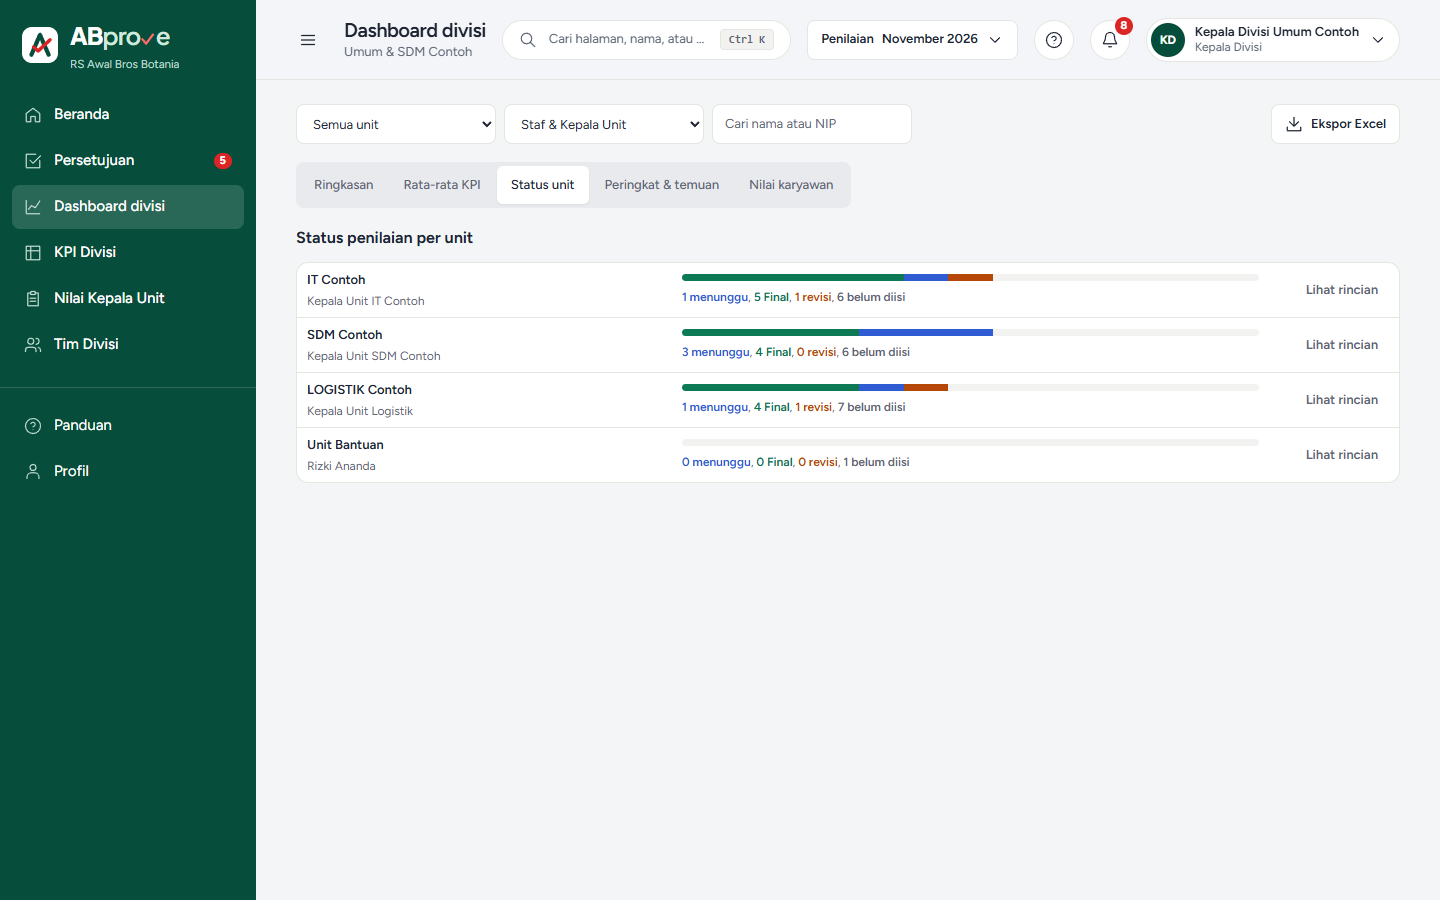 ABprove
RS Awal Bros Botania
Beranda
Persetujuan 5
Dashboard divisi
KPI Divisi
Nilai Kepala Unit
Tim Divisi
Panduan
Profil
Dashboard divisi
Umum & SDM Contoh
Cari halaman, nama, atau ... Ctrl K
Penilaian November 2026
8
KD
Kepala Divisi Umum Contoh
Kepala Divisi
Semua unit
Staf & Kepala Unit
Cari nama atau NIP
Ekspor Excel
Ringkasan Rata-rata KPI Status unit Peringkat & temuan Nilai karyawan
Status penilaian per unit
IT Contoh
Kepala Unit IT Contoh
1 menunggu, 5 Final, 1 revisi, 6 belum diisi
Lihat rincian
SDM Contoh
Kepala Unit SDM Contoh
3 menunggu, 4 Final, 0 revisi, 6 belum diisi
Lihat rincian
LOGISTIK Contoh
Kepala Unit Logistik
1 menunggu, 4 Final, 1 revisi, 7 belum diisi
Lihat rincian
Unit Bantuan
Rizki Ananda
0 menunggu, 0 Final, 0 revisi, 1 belum diisi
Lihat rincian